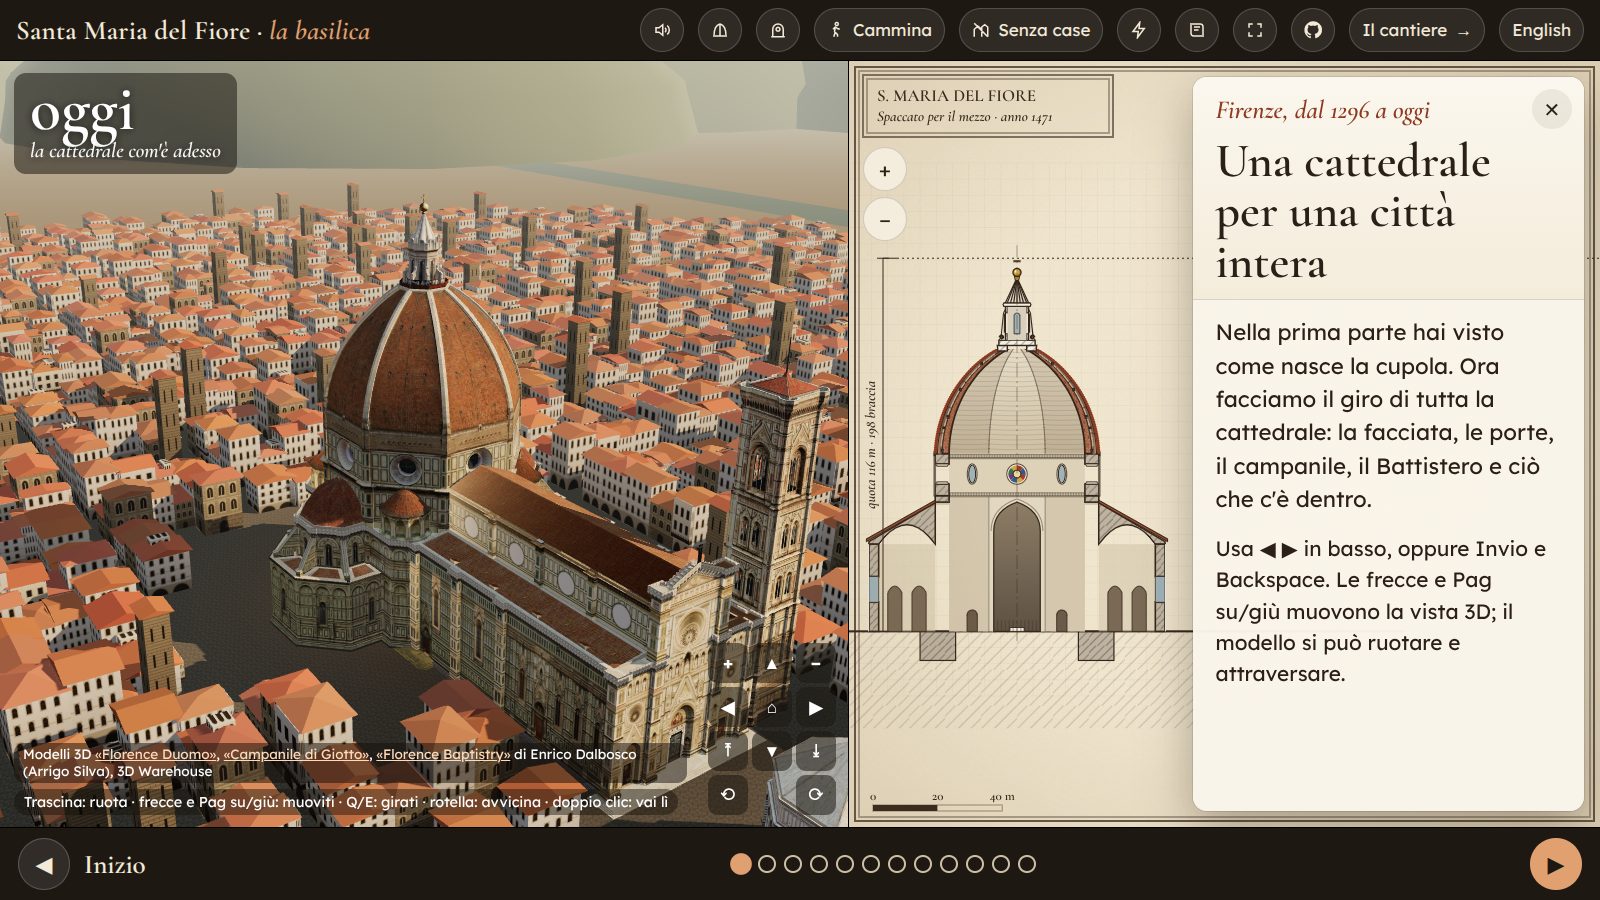 Santa Maria del Fiore · la basilica
Cammina
Senza case
Il cantiere →
English
oggi
la cattedrale com'è adesso
S. MARIA DEL FIORE
Spaccato per il mezzo · anno 1471
+
−
quota 116 m · 198 braccia
0 20 40 m
Firenze, dal 1296 a oggi
✕
Una cattedrale
per una città
intera
Nella prima parte hai visto
come nasce la cupola. Ora
facciamo il giro di tutta la
cattedrale: la facciata, le porte,
il campanile, il Battistero e ciò
che c'è dentro.
Usa ◀ ▶ in basso, oppure Invio e
Backspace. Le frecce e Pag
su/giù muovono la vista 3D; il
modello si può ruotare e
attraversare.
+ ▲ −
◀ ⌂ ▶
⤒ ▼ ⤓
⟲ ⟳
Modelli 3D «Florence Duomo», «Campanile di Giotto», «Florence Baptistry» di Enrico Dalbosco
(Arrigo Silva), 3D Warehouse
Trascina: ruota · frecce e Pag su/giù: muoviti · Q/E: girati · rotella: avvicina · doppio clic: vai lì
◀ Inizio
▶